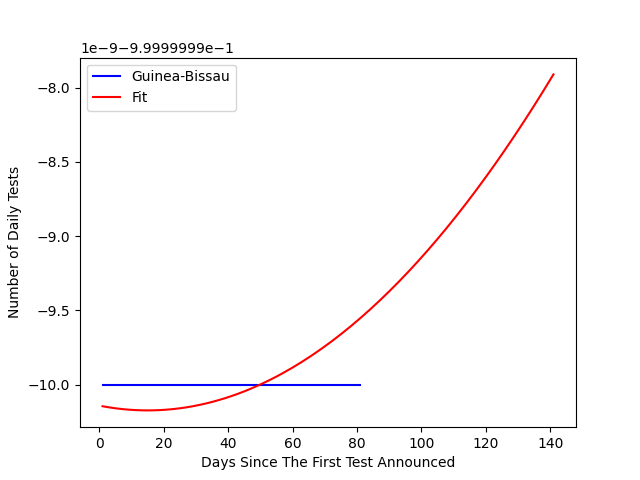 1e−9−9.9999999e−1
Guinea-Bissau
Fit
−8.0
−8.5
−9.0
−9.5
−10.0
Number of Daily Tests
0 20 40 60 80 100 120 140
Days Since The First Test Announced